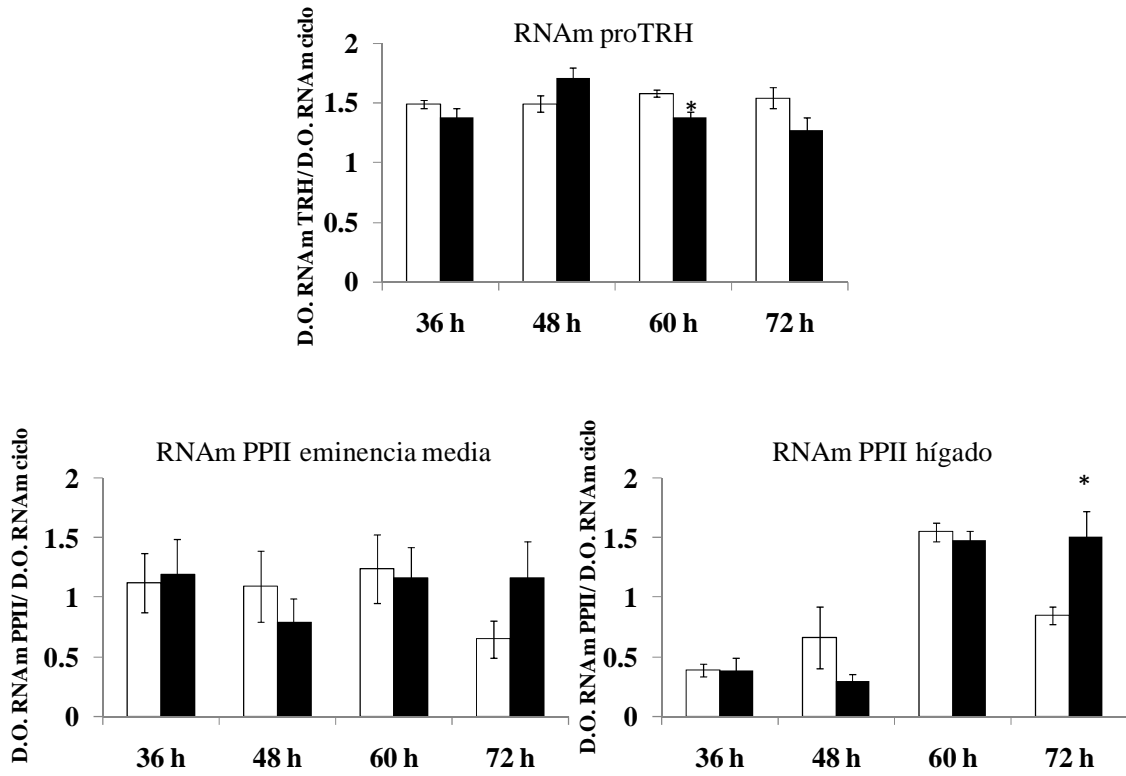 RNAm proTRH
D.O. RNAm TRH/ D.O. RNAm ciclo
2
1.5
1
0.5
0
*
36 h 48 h 60 h 72 h
RNAm PPII eminencia media
D.O. RNAm PPII/ D.O. RNAm ciclo
2
1.5
1
0.5
0
36 h 48 h 60 h 72 h
RNAm PPII hígado
D.O. RNAm PPII/ D.O. RNAm ciclo
2
1.5
1
0.5
0
*
36 h 48 h 60 h 72 h